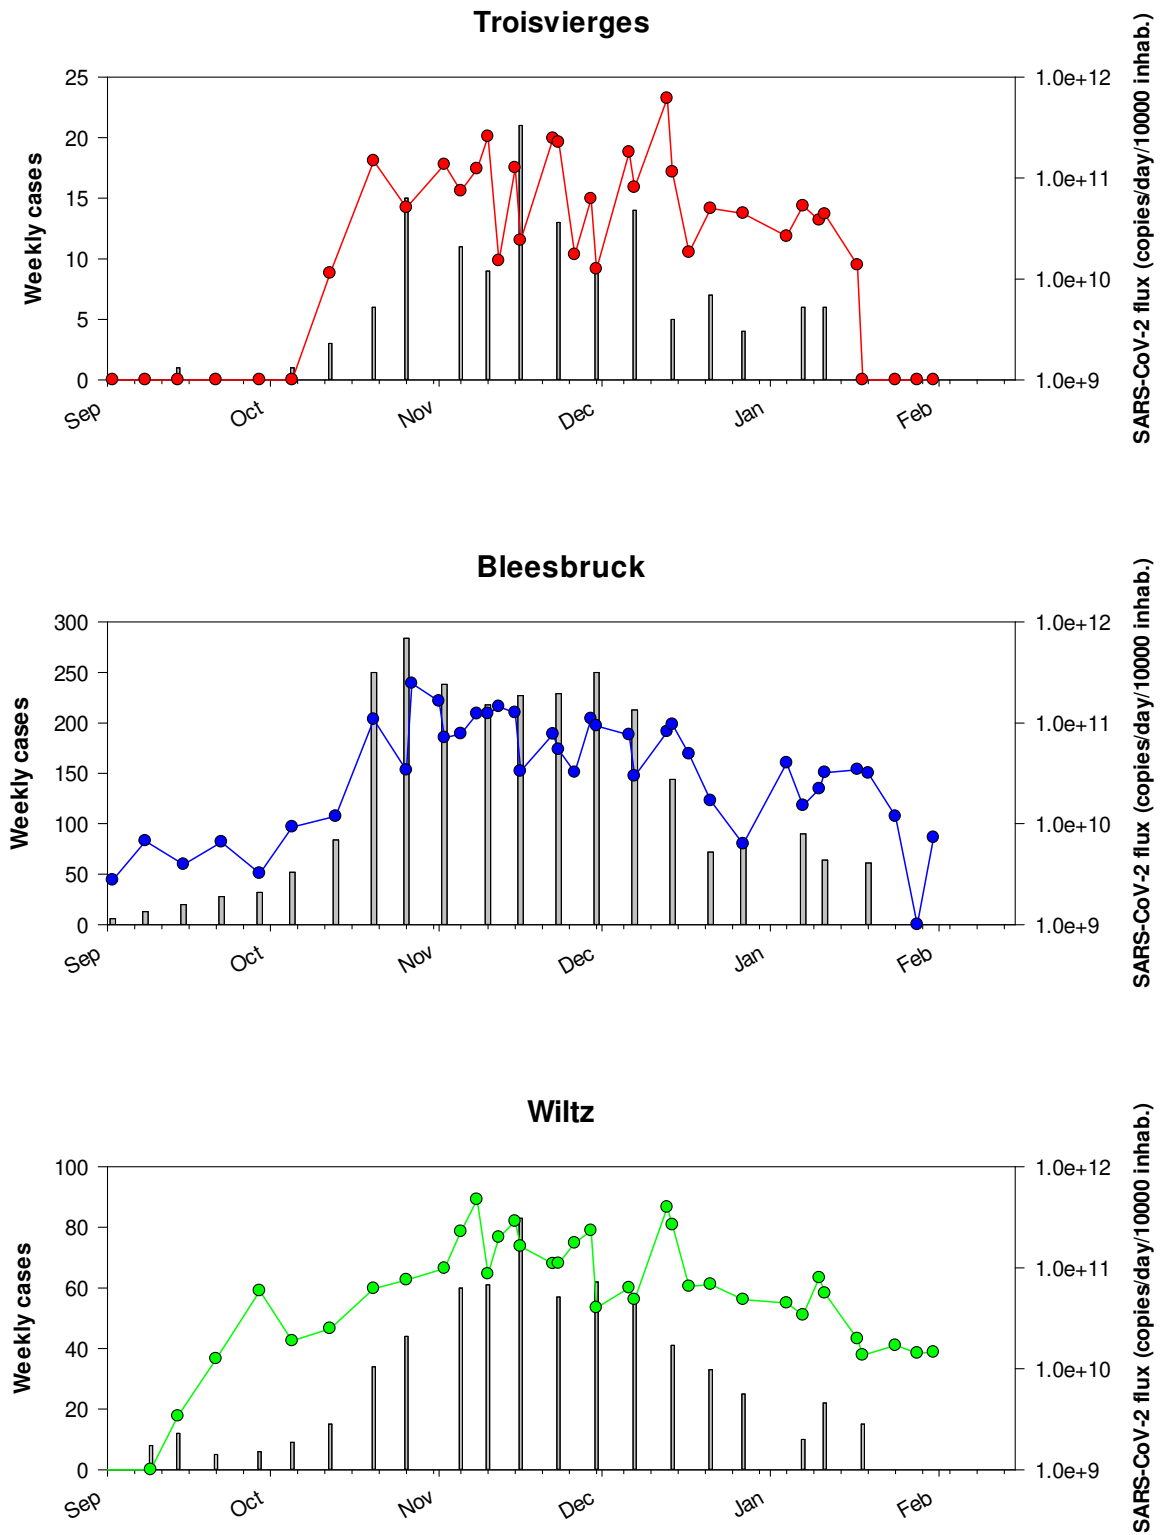 Troisvierges
25
20
15
10
5
0
Weekly cases
1.0e+12
1.0e+11
1.0e+10
1.0e+9
SARS-CoV-2 flux (copies/day/10000 inhab.)
Sep Oct Nov Dec Jan Feb
Bleesbruck
300
250
200
150
100
50
0
Weekly cases
1.0e+12
1.0e+11
1.0e+10
1.0e+9
SARS-CoV-2 flux (copies/day/10000 inhab.)
Sep Oct Nov Dec Jan Feb
Wiltz
100
80
60
40
20
0
Weekly cases
1.0e+12
1.0e+11
1.0e+10
1.0e+9
SARS-CoV-2 flux (copies/day/10000 inhab.)
Sep Oct Nov Dec Jan Feb